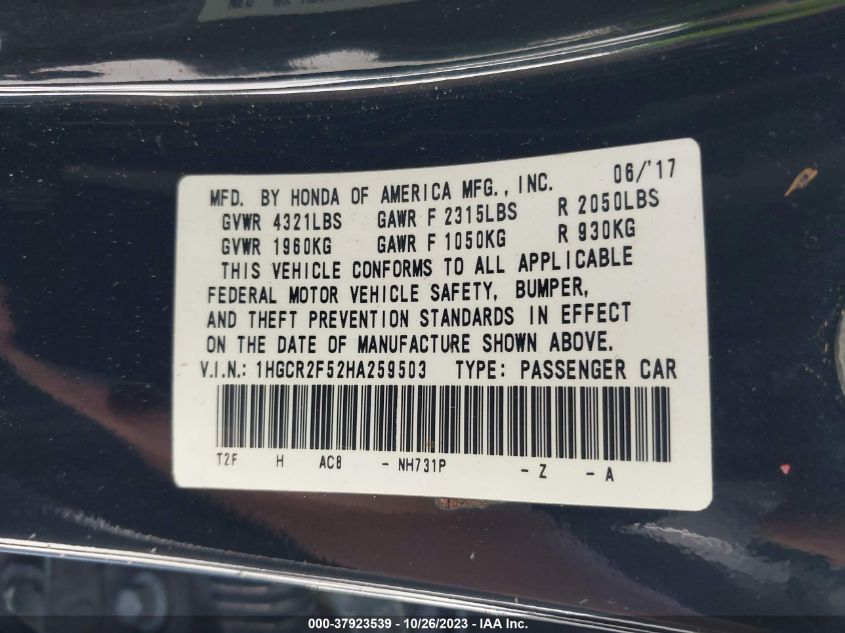 MFD. BY HONDA OF AMERICA MFG., INC. 06/'17
GVWR 4321LBS GAWR F 2315LBS R 2050LBS
GVWR 1960KG GAWR F 1050KG R 930KG
THIS VEHICLE CONFORMS TO ALL APPLICABLE
FEDERAL MOTOR VEHICLE SAFETY, BUMPER,
AND THEFT PREVENTION STANDARDS IN EFFECT
ON THE DATE OF MANUFACTURE SHOWN ABOVE.
V.I.N.: 1HGCR2F52HA259503 TYPE: PASSENGER CAR
T2F H AC8 - NH731P - Z - A
000-37923539 - 10/26/2023 - IAA Inc.